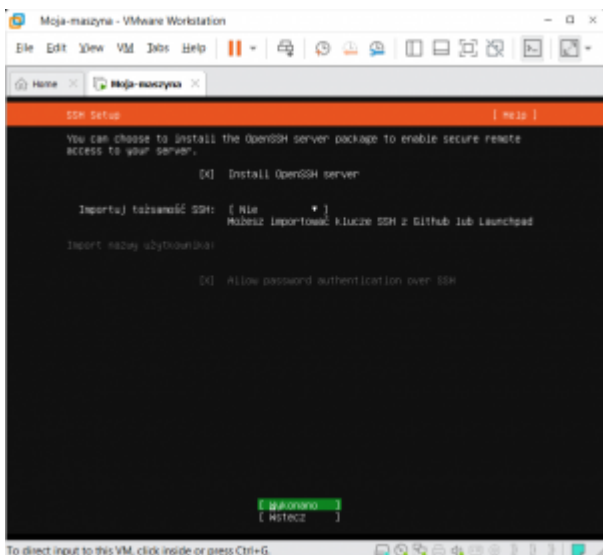 Moja-maszyna - VMware Workstation
File Edit View VM Tabs Help
Home Moja-maszyna
SSH Setup [ Help ]
You can choose to install the OpenSSH server package to enable secure remote
access to your server.
[X] Install OpenSSH server
Importuj tożsamość SSH: [ Nie ▾ ]
Możesz importować klucze SSH z Github lub Launchpad
Import nazwy użytkownika:
[X] Allow password authentication over SSH
[ Wykonano ]
[ Wstecz ]
To direct input to this VM, click inside or press Ctrl+G.